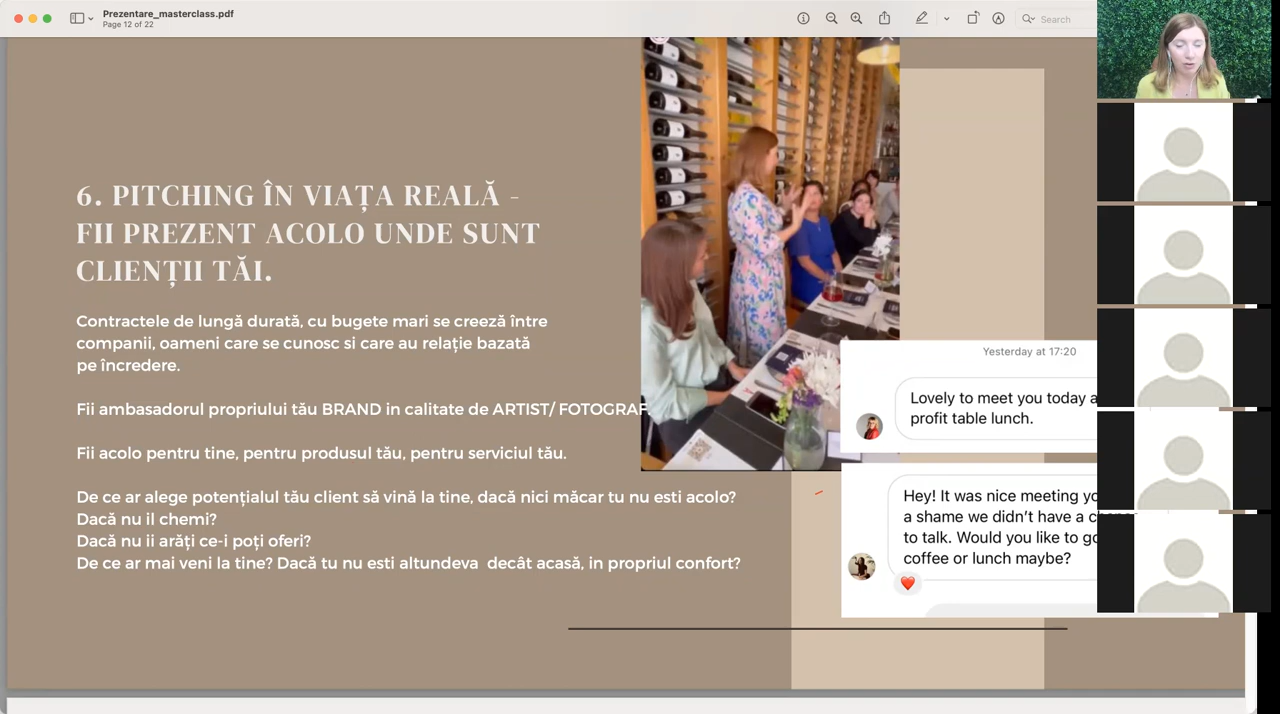 Prezentare_masterclass.pdf
Page 12 of 22
Search
6. PITCHING ÎN VIAȚA REALĂ -
FII PREZENT ACOLO UNDE SUNT
CLIENȚII TĂI.
Contractele de lungă durată, cu bugete mari se creeză între
companii, oameni care se cunosc si care au relație bazată
pe încredere.
Fii ambasadorul propriului tău BRAND in calitate de ARTIST/ FOTOGRAF.
Fii acolo pentru tine, pentru produsul tău, pentru serviciul tău.
De ce ar alege potențialul tău client să vină la tine, dacă nici măcar tu nu esti acolo?
Dacă nu il chemi?
Dacă nu ii arăți ce-i poți oferi?
De ce ar mai veni la tine? Dacă tu nu esti altundeva decât acasă, in propriul confort?
Yesterday at 17:20
Lovely to meet you today
profit table lunch.
Hey! It was nice meeting
a shame we didn't have a
to talk. Would you like to
coffee or lunch maybe?